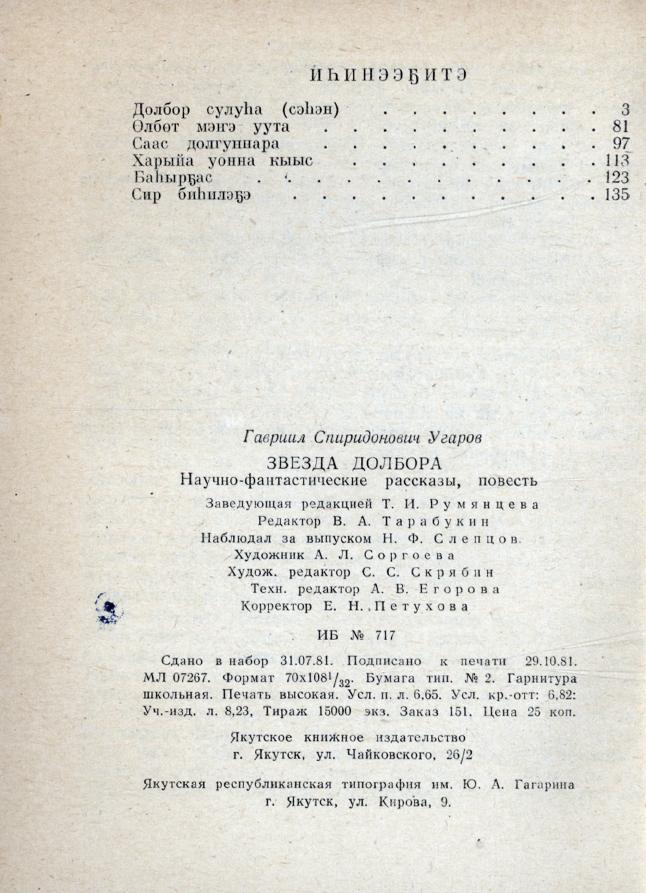 ИҺИНЭЭҔИТЭ
Долбор сулуһа (сэһэн) . . . . . . . . 3
Өлбөт мэҥэ уута . . . . . . . . . . 81
Саас долгуннара . . . . . . . . . . 97
Харыйа уонна кыыс . . . . . . . . . 113
Баһырҕас . . . . . . . . . . . . 123
Сир биһилэҕэ . . . . . . . . . . . 135
Гавриил Спиридонович Угаров
ЗВЕЗДА ДОЛБОРА
Научно-фантастические рассказы, повесть
Заведующая редакцией Т. И. Румянцева
Редактор В. А. Тарабукин
Наблюдал за выпуском Н. Ф. Слепцов.
Художник А. Л. Соргоева
Худож. редактор С. С. Скрябин
Техн. редактор А. В. Егорова
Корректор Е. Н. Петухова
ИБ № 717
Сдано в набор 31.07.81. Подписано к печати 29.10.81.
МЛ 07267. Формат 70х108¹/₃₂. Бумага тип. № 2. Гарнитура
школьная. Печать высокая. Усл. п. л. 6,65. Усл. кр.-отт: 6,82:
Уч.-изд. л. 8,23, Тираж 15000 экз. Заказ 151. Цена 25 коп.
Якутское книжное издательство
г. Якутск, ул. Чайковского, 26/2
Якутская республиканская типография им. Ю. А. Гагарина
г. Якутск, ул. Кирова, 9.